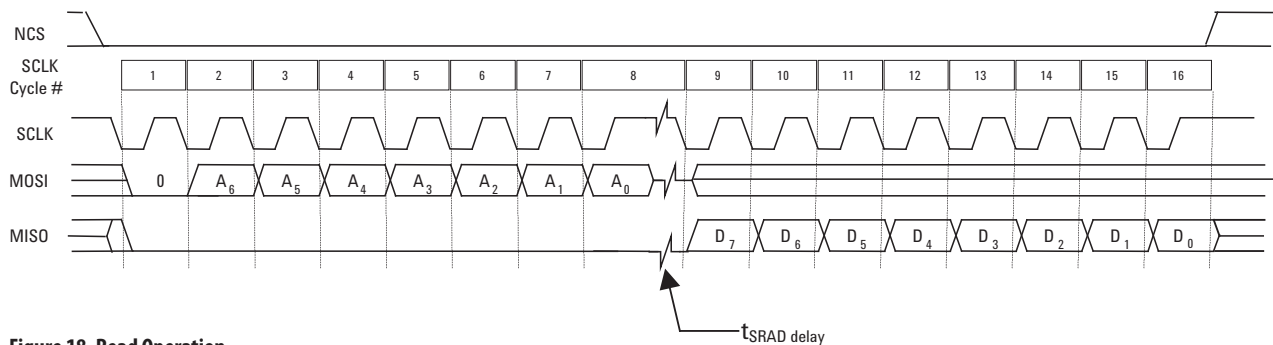 NCS
SCLK
Cycle #
1 2 3 4 5 6 7 8 9 10 11 12 13 14 15 16
SCLK
MOSI 0 A6 A5 A4 A3 A2 A1 A0
MISO D7 D6 D5 D4 D3 D2 D1 D0
tSRAD delay
Figure 18. Read Operation